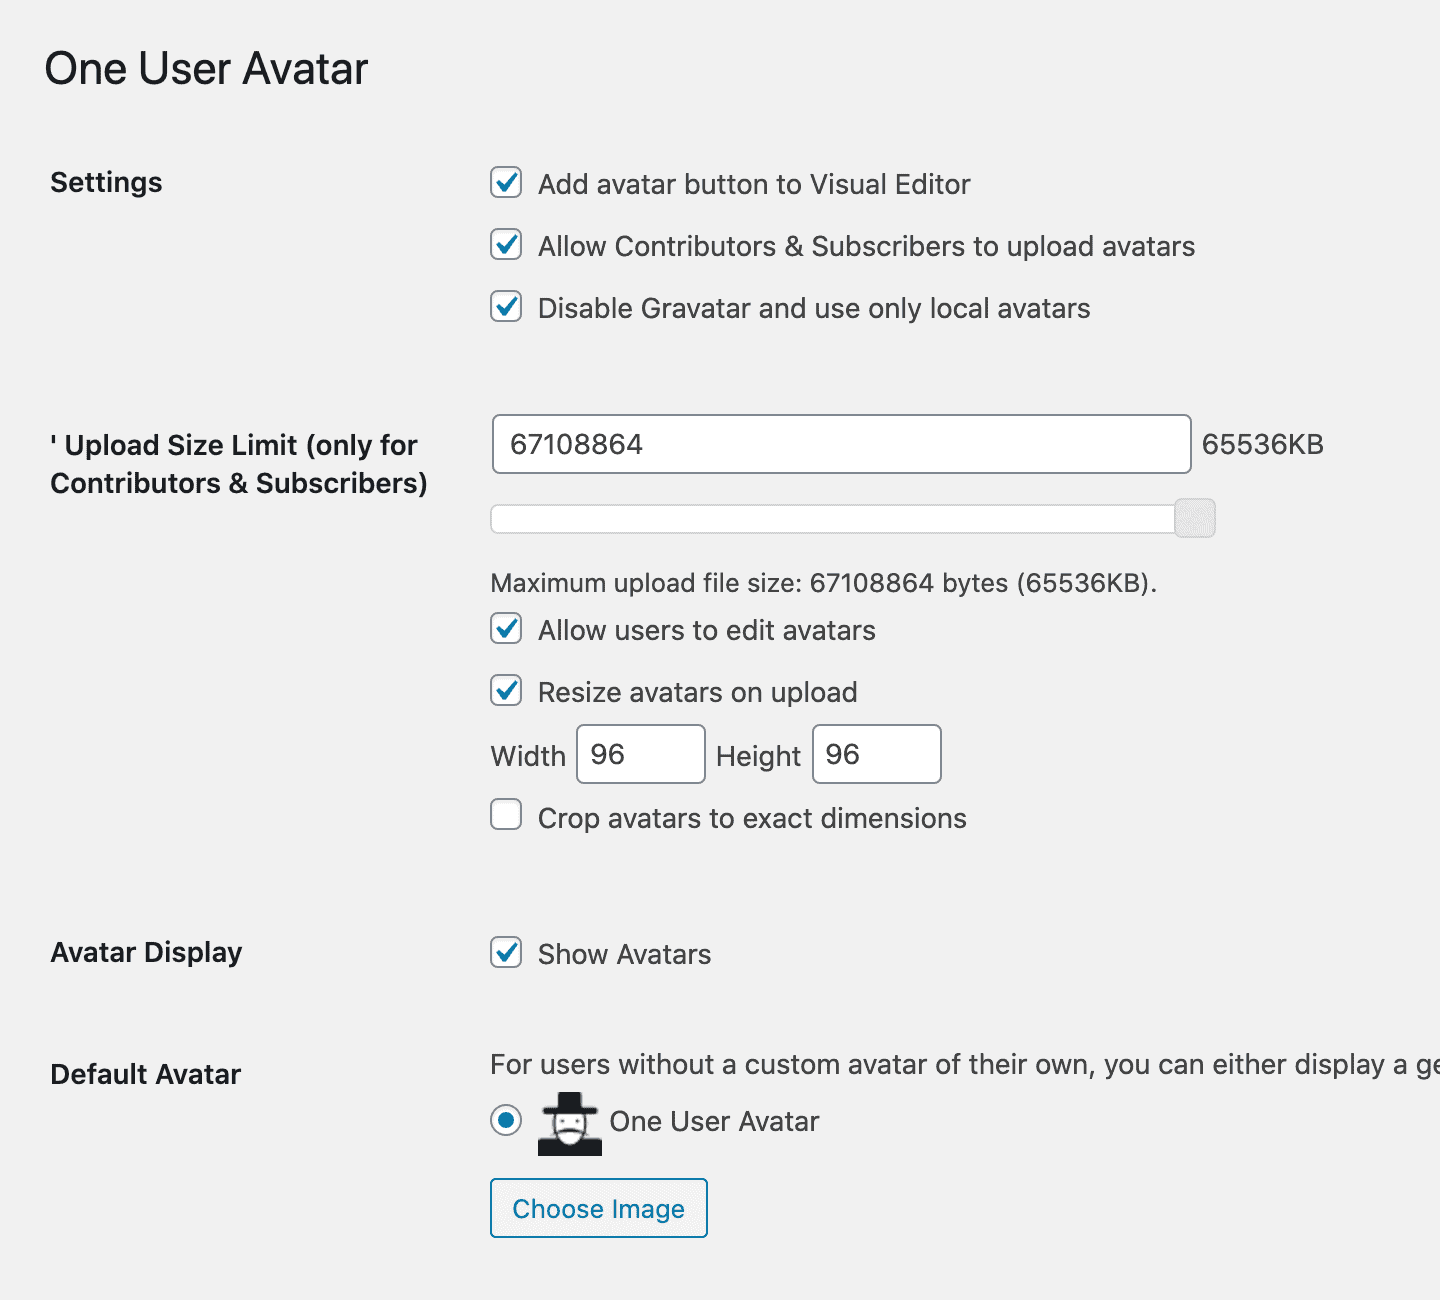 One User Avatar
Settings
Add avatar button to Visual Editor
Allow Contributors & Subscribers to upload avatars
Disable Gravatar and use only local avatars
' Upload Size Limit (only for
Contributors & Subscribers)
67108864 65536KB
Maximum upload file size: 67108864 bytes (65536KB).
Allow users to edit avatars
Resize avatars on upload
Width 96 Height 96
Crop avatars to exact dimensions
Avatar Display
Show Avatars
Default Avatar
For users without a custom avatar of their own, you can either display a ge
One User Avatar
Choose Image